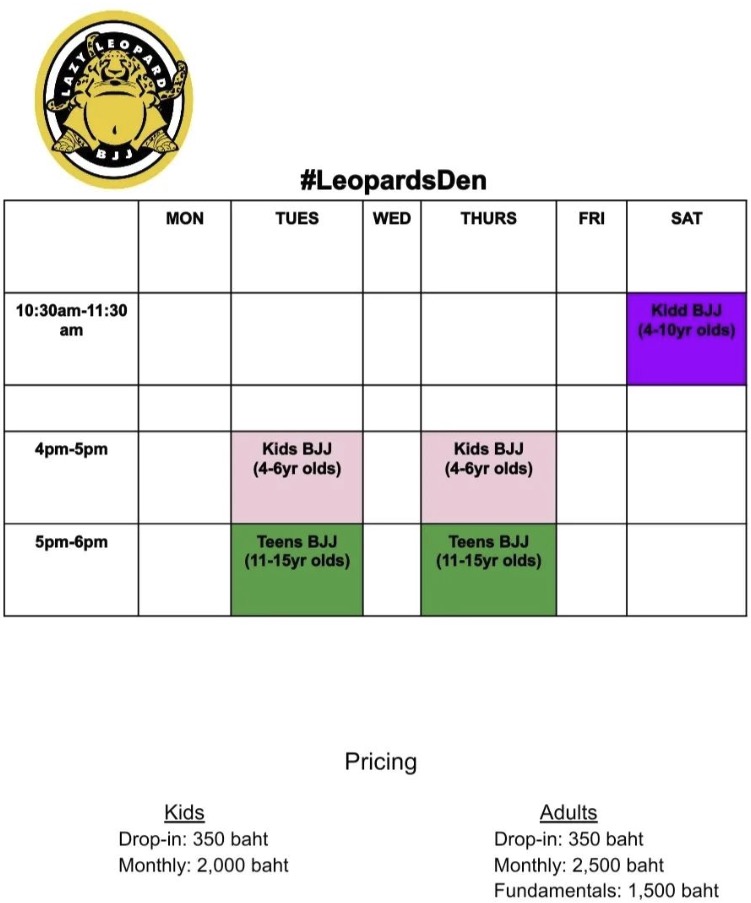 LAZY LEOPARD
BJJ
#LeopardsDen
MON TUES WED THURS FRI SAT
10:30am-11:30 Kidd BJJ
am (4-10yr olds)
4pm-5pm Kids BJJ Kids BJJ
(4-6yr olds) (4-6yr olds)
5pm-6pm Teens BJJ Teens BJJ
(11-15yr olds) (11-15yr olds)
Pricing
Kids
Drop-in: 350 baht
Monthly: 2,000 baht
Adults
Drop-in: 350 baht
Monthly: 2,500 baht
Fundamentals: 1,500 baht